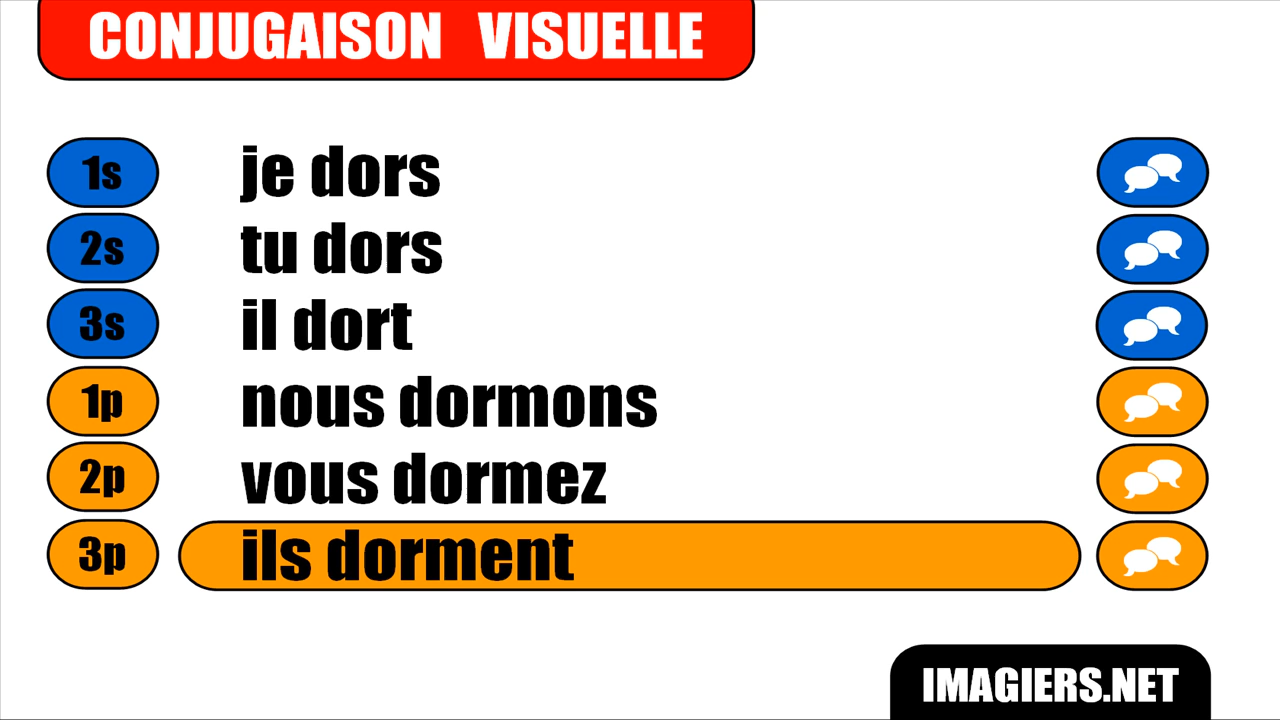 CONJUGAISON VISUELLE
1s je dors
2s tu dors
3s il dort
1p nous dormons
2p vous dormez
3p ils dorment
IMAGIERS.NET